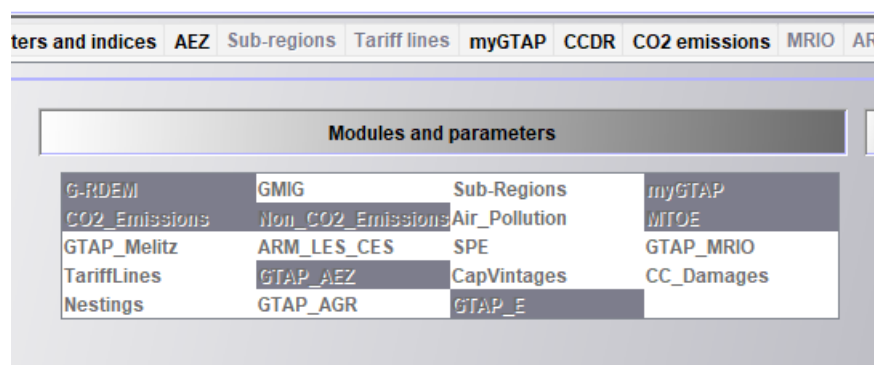 ters and indices AEZ Sub-regions Tariff lines myGTAP CCDR CO2 emissions MRIO AR
Modules and parameters
G-RDEM GMIG Sub-Regions myGTAP
CO2_Emissions Non_CO2_Emissions Air_Pollution MTOE
GTAP_Melitz ARM_LES_CES SPE GTAP_MRIO
TariffLines GTAP_AEZ CapVintages CC_Damages
Nestings GTAP_AGR GTAP_E